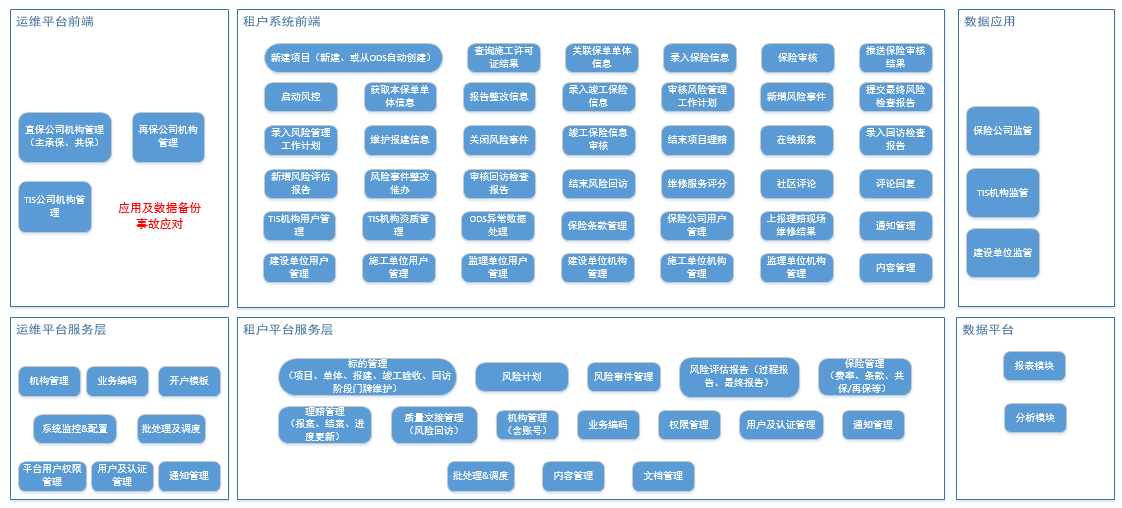 运维平台前端
直保公司机构管理
（主承保、共保）
再保公司机构
管理
TIS公司机构管
理
应用及数据备份
事故应对
租户系统前端
新建项目（新建、或从ODS自动创建）
查询施工许可
证结果
关联保单单体
信息
录入保险信息
保险审核
推送保险审核
结果
启动风控
获取本保单单
体信息
报告整改信息
录入竣工保险
信息
审核风险管理
工作计划
新增风险事件
提交最终风险
检查报告
录入风险管理
工作计划
维护报建信息
关闭风险事件
竣工保险信息
审核
结束项目理赔
在线报案
录入回访检查
报告
新增风险评估
报告
风险事件整改
催办
审核回访检查
报告
结束风险回访
维修服务评分
社区评论
评论回复
TIS机构用户管
理
TIS机构资质管
理
ODS异常数据
处理
保险条款管理
保险公司用户
管理
上报理赔现场
维修结果
通知管理
建设单位用户
管理
施工单位用户
管理
监理单位用户
管理
建设单位机构
管理
施工单位机构
管理
监理单位机构
管理
内容管理
数据应用
保险公司监管
TIS机构监管
建设单位监管
运维平台服务层
机构管理
业务编码
开户模板
系统监控&配置
批处理及调度
平台用户权限
管理
用户及认证
管理
通知管理
租户平台服务层
标的管理
（项目、单体、报建、竣工验收、回访
阶段门牌维护）
风险计划
风险事件管理
风险评估报告（过程报
告、最终报告）
保险管理
（费率、条款、共
保/再保等）
理赔管理
（报案、结案、进
度更新）
质量交接管理
（风险回访）
机构管理
（含账号）
业务编码
权限管理
用户及认证管理
通知管理
批处理&调度
内容管理
文档管理
数据平台
报表模块
分析模块